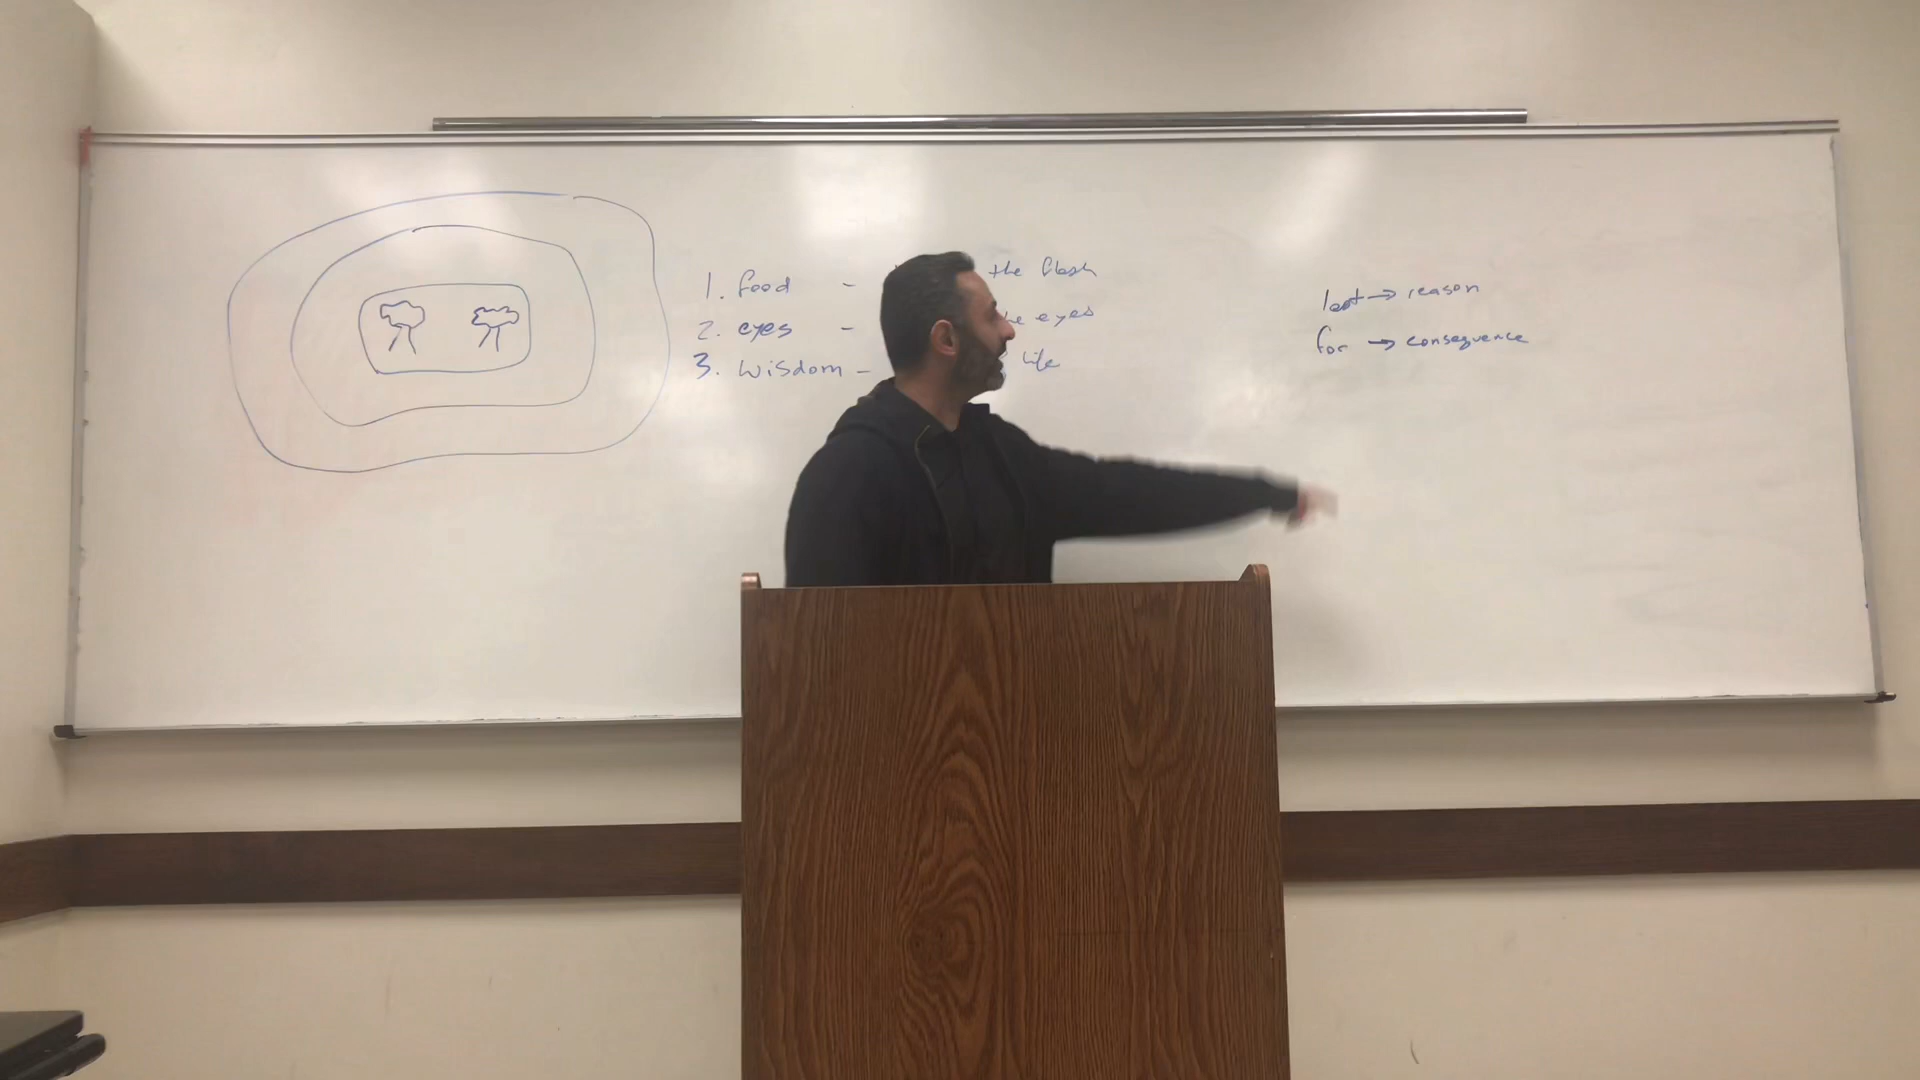 1. food - the flesh
2. eyes - the eyes
3. wisdom - life
lest → reason
for → consequence